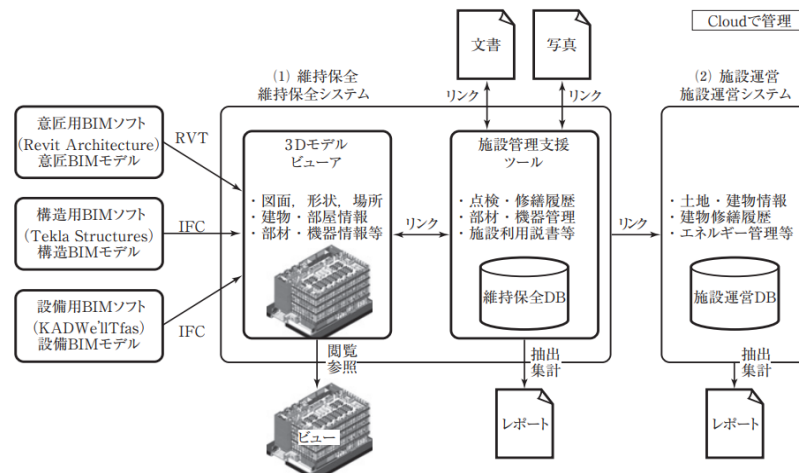 Cloudで管理
文書
写真
(1) 維持保全
維持保全システム
リンク
リンク
(2) 施設運営
施設運営システム
意匠用BIMソフト
(Revit Architecture)
意匠BIMモデル
RVT
構造用BIMソフト
(Tekla Structures)
構造BIMモデル
IFC
設備用BIMソフト
(KADWe'llTfas)
設備BIMモデル
IFC
3Dモデル
ビューア
・図面，形状，場所
・建物・部屋情報
・部材・機器情報等
リンク
施設管理支援
ツール
・点検・修繕履歴
・部材・機器管理
・施設利用説書等
維持保全DB
リンク
・土地・建物情報
・建物修繕履歴
・エネルギー管理等
施設運営DB
閲覧
参照
抽出
集計
抽出
集計
ビュー
レポート
レポート